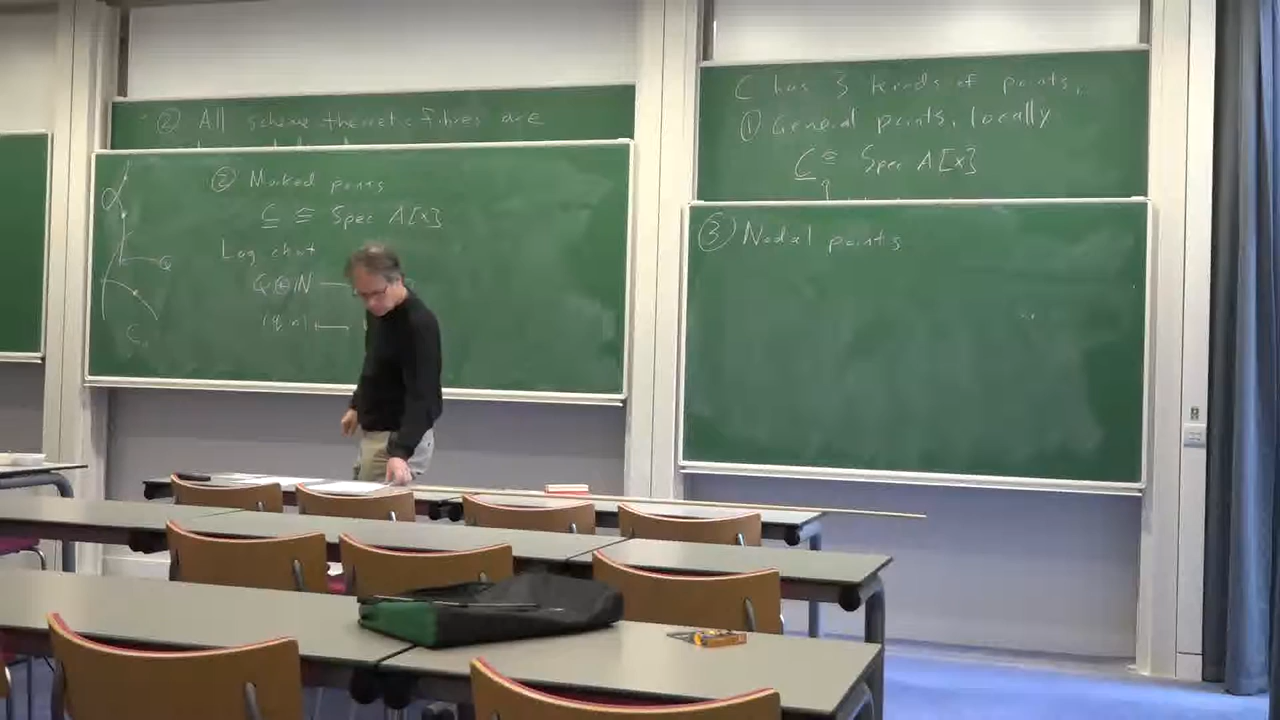 ② All scheme theoretic fibres are
② Marked points
C ≅ Spec A[x]
Log chart
Q⊕ℕ
(q, n) ⟼
Q
C
C has 3 kinds of points.
① General points, locally
C ≅ Spec A[x]
③ Nodal points